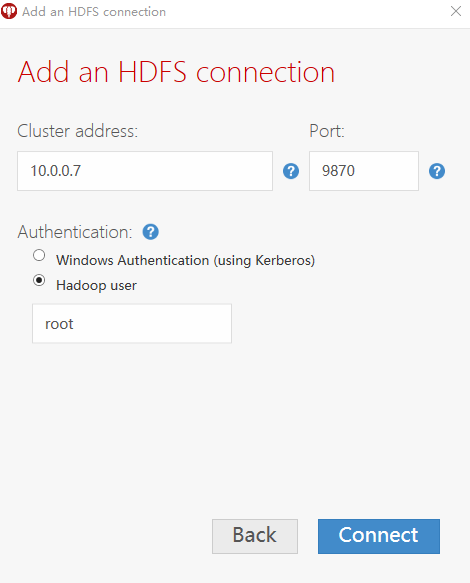 Add an HDFS connection
Add an HDFS connection
Cluster address: Port:
10.0.0.7 ? 9870 ?
Authentication: ?
Windows Authentication (using Kerberos)
Hadoop user
root
Back Connect